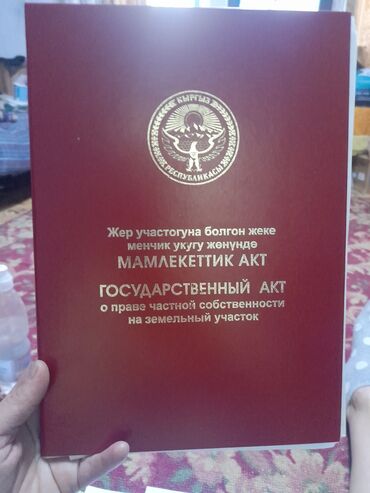 КЫРГЫЗ
РЕСПУБЛИКАСЫ
Жер участогуна болгон жеке
менчик укугу жөнүндө
МАМЛЕКЕТТИК АКТ
ГОСУДАРСТВЕННЫЙ АКТ
о праве частной собственности
на земельный участок